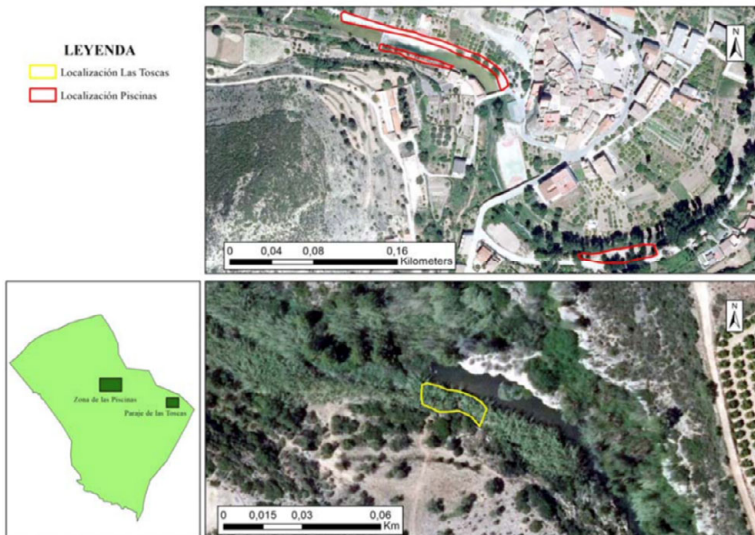 LEYENDA
Localización Las Toscas
Localización Piscinas
N
0 0,04 0,08 0,16
Kilometers
Zona de las Piscinas
Paraje de las Toscas
N
0 0,015 0,03 0,06
Km